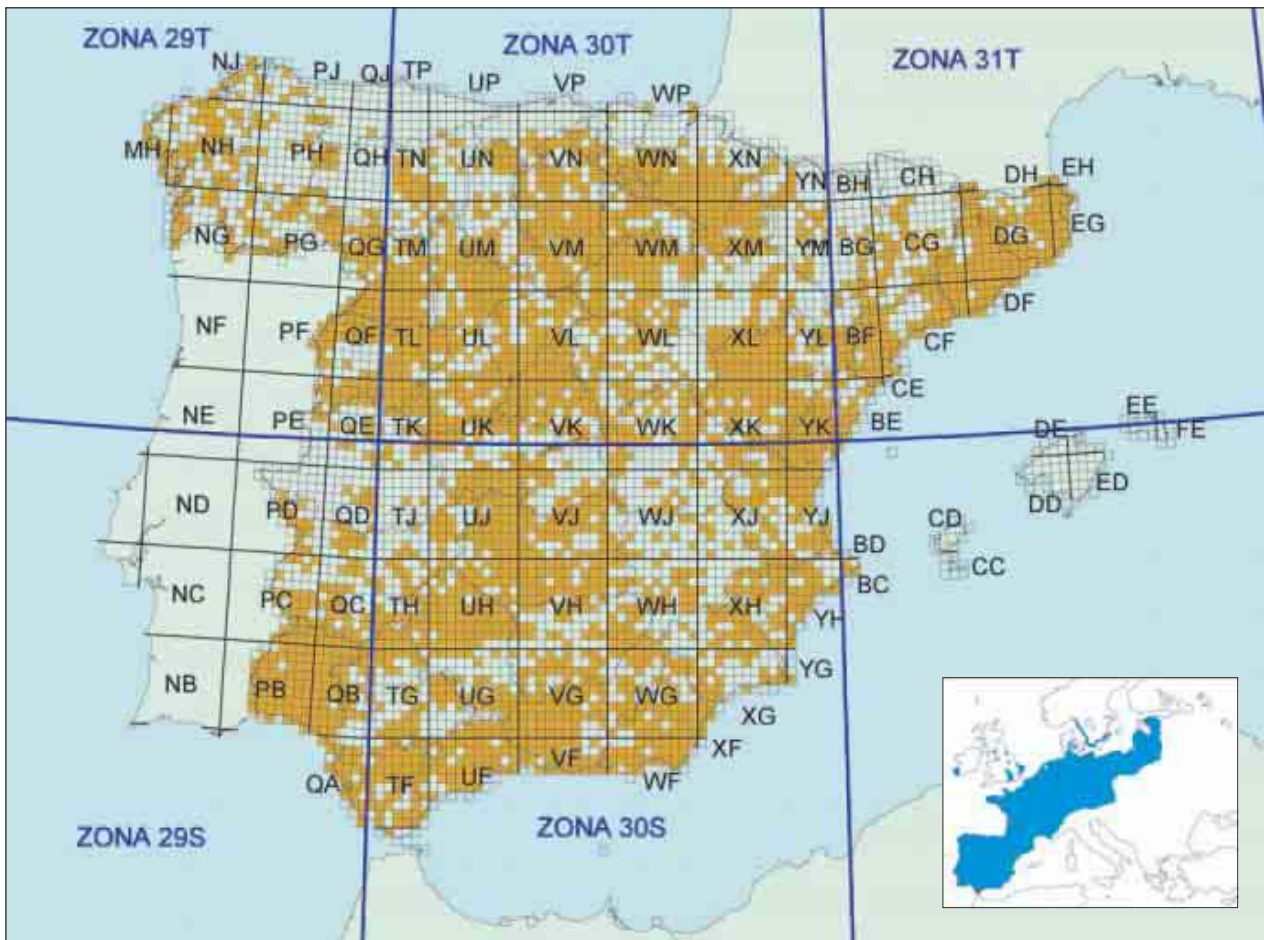 ZONA 29T
ZONA 30T
ZONA 31T
NJ
PJ
QJ
TP
UP
VP
WP
MH
NH
PH
QH
TN
UN
VN
WN
XN
YN
BH
CH
DH
EH
NG
PG
QG
TM
UM
VM
WM
XM
YM
BG
CG
DG
EG
NF
PF
QF
TL
UL
VL
WL
XL
YL
BF
CF
DF
NE
PE
QE
TK
UK
VK
WK
XK
YK
BE
CE
DE
EE
FE
ND
PD
QD
TJ
UJ
VJ
WJ
XJ
YJ
BD
CD
DD
ED
NC
PC
QC
TH
UH
VH
WH
XH
YH
BC
CC
NB
PB
QB
TG
UG
VG
WG
XG
YG
QA
TF
UF
VF
WF
XF
ZONA 29S
ZONA 30S